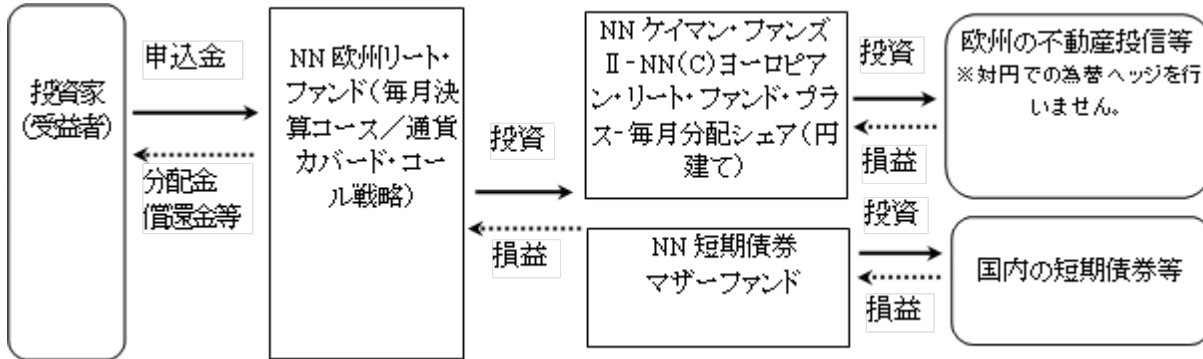 投資家
(受益者)
申込金
分配金
償還金等
NN 欧州リート・
ファンド(毎月決
算コース/通貨
カバード・コー
ル戦略)
投資
損益
NN ケイマン・ファンズ
Ⅱ-NN(C)ヨーロピア
ン・リート・ファンド・プラ
ス-毎月分配シェア(円
建て)
NN 短期債券
マザーファンド
投資
損益
投資
損益
欧州の不動産投信等
※対円での為替ヘッジを行
いません。
国内の短期債券等